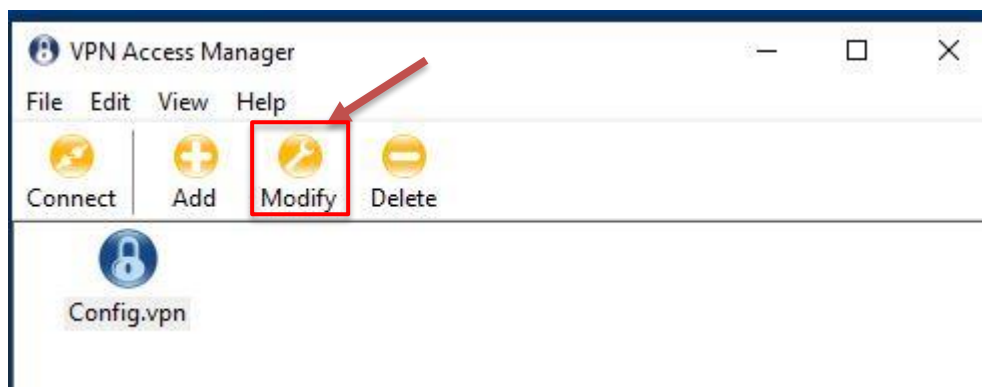 VPN Access Manager
File Edit View Help
Connect Add Modify Delete
Config.vpn